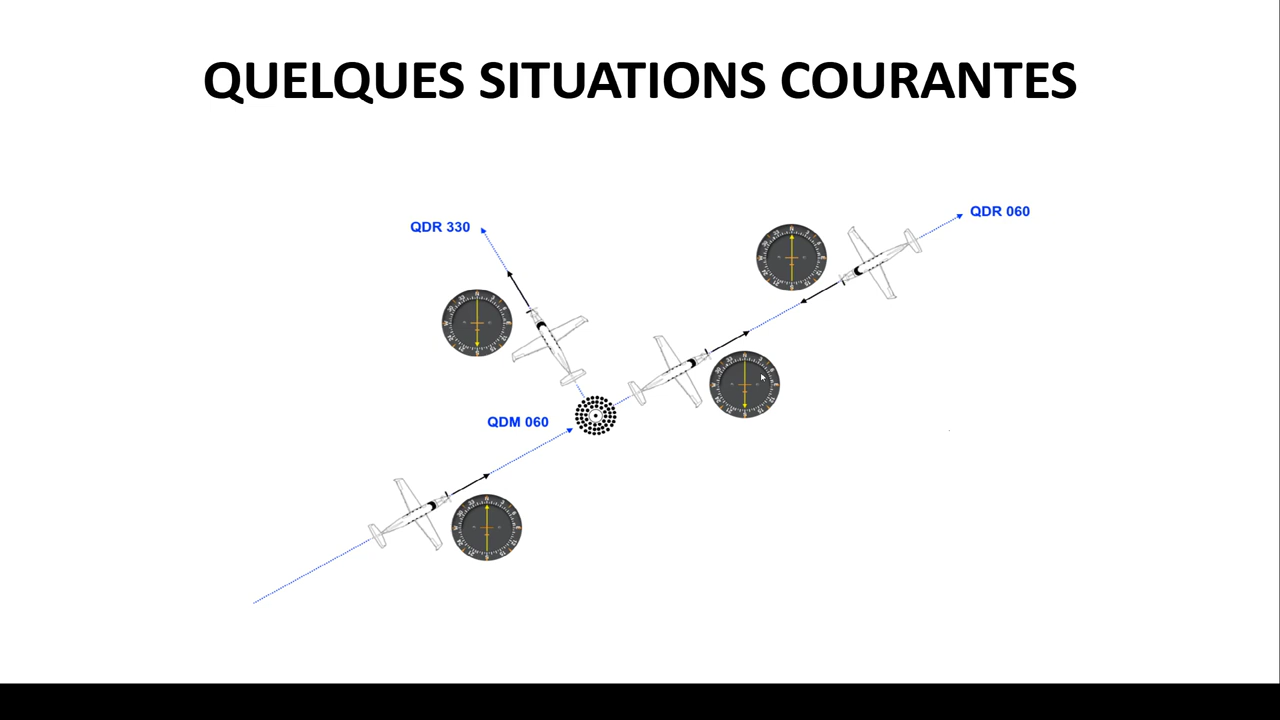 QUELQUES SITUATIONS COURANTES
QDR 060
QDR 330
QDM 060